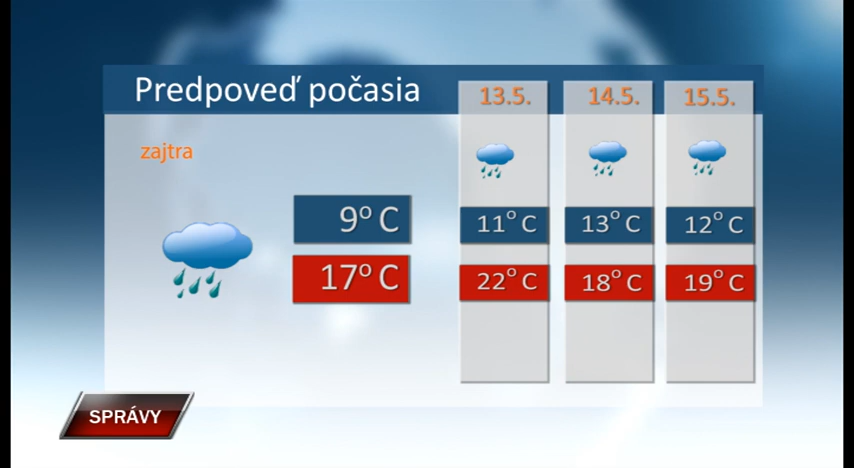 Predpoveď počasia
zajtra
9° C
17° C
13.5.
11° C
22° C
14.5.
13° C
18° C
15.5.
12° C
19° C
SPRÁVY